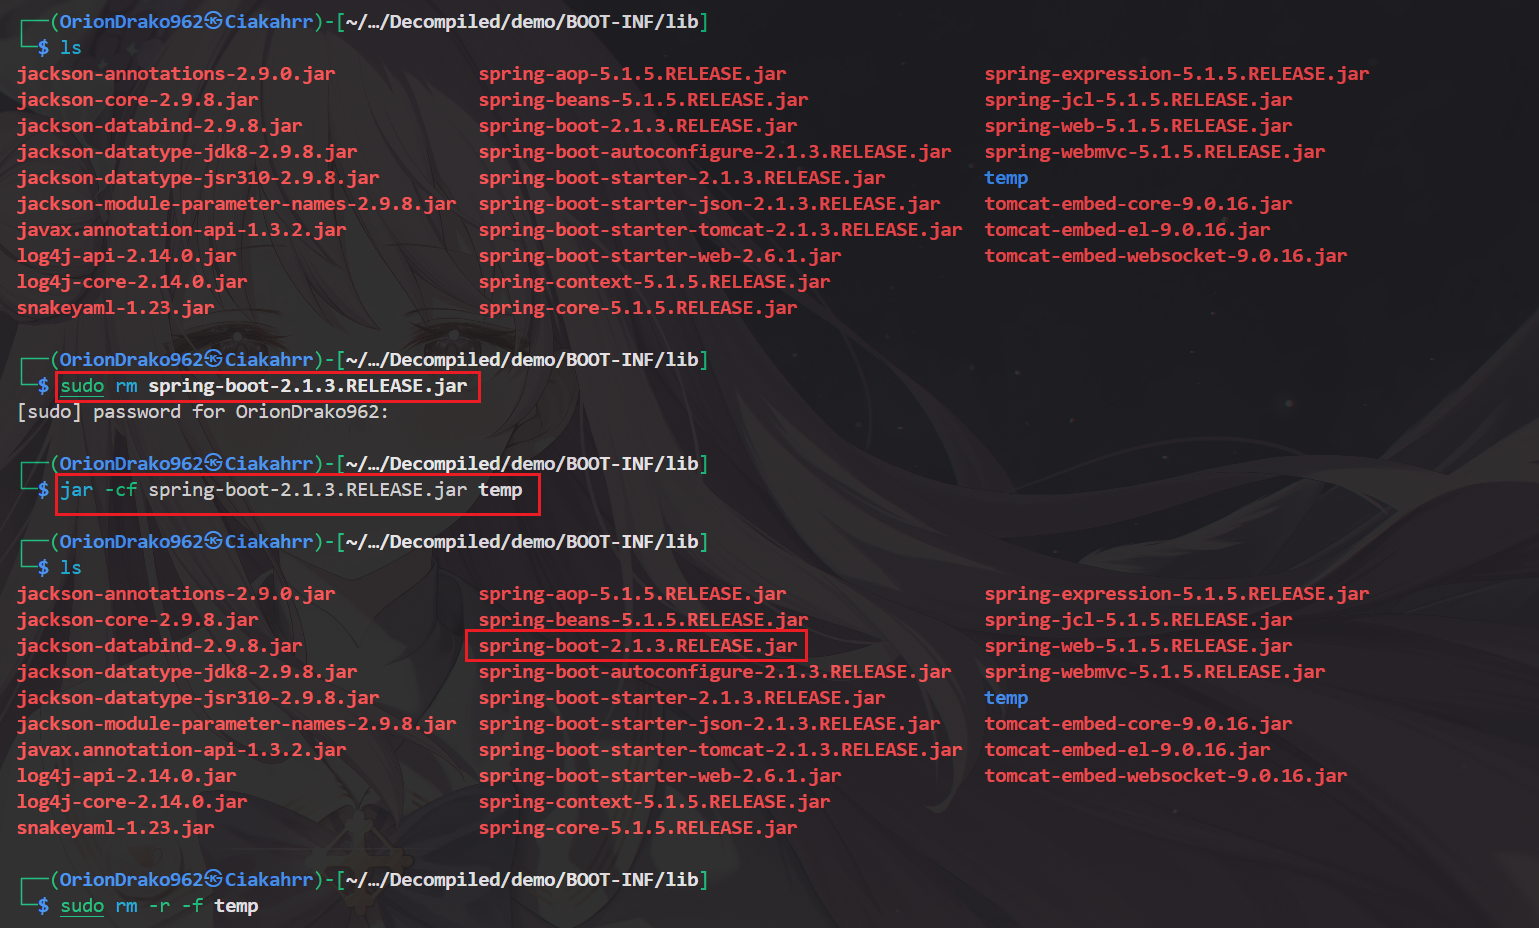 ┌──(OrionDrako962㉿Ciakahrr)-[~/…/Decompiled/demo/BOOT-INF/lib]
└─$ ls
jackson-annotations-2.9.0.jar spring-aop-5.1.5.RELEASE.jar spring-expression-5.1.5.RELEASE.jar
jackson-core-2.9.8.jar spring-beans-5.1.5.RELEASE.jar spring-jcl-5.1.5.RELEASE.jar
jackson-databind-2.9.8.jar spring-boot-2.1.3.RELEASE.jar spring-web-5.1.5.RELEASE.jar
jackson-datatype-jdk8-2.9.8.jar spring-boot-autoconfigure-2.1.3.RELEASE.jar spring-webmvc-5.1.5.RELEASE.jar
jackson-datatype-jsr310-2.9.8.jar spring-boot-starter-2.1.3.RELEASE.jar temp
jackson-module-parameter-names-2.9.8.jar spring-boot-starter-json-2.1.3.RELEASE.jar tomcat-embed-core-9.0.16.jar
javax.annotation-api-1.3.2.jar spring-boot-starter-tomcat-2.1.3.RELEASE.jar tomcat-embed-el-9.0.16.jar
log4j-api-2.14.0.jar spring-boot-starter-web-2.6.1.jar tomcat-embed-websocket-9.0.16.jar
log4j-core-2.14.0.jar spring-context-5.1.5.RELEASE.jar
snakeyaml-1.23.jar spring-core-5.1.5.RELEASE.jar
┌──(OrionDrako962㉿Ciakahrr)-[~/…/Decompiled/demo/BOOT-INF/lib]
└─$ sudo rm spring-boot-2.1.3.RELEASE.jar
[sudo] password for OrionDrako962:
┌──(OrionDrako962㉿Ciakahrr)-[~/…/Decompiled/demo/BOOT-INF/lib]
└─$ jar -cf spring-boot-2.1.3.RELEASE.jar temp
┌──(OrionDrako962㉿Ciakahrr)-[~/…/Decompiled/demo/BOOT-INF/lib]
└─$ ls
jackson-annotations-2.9.0.jar spring-aop-5.1.5.RELEASE.jar spring-expression-5.1.5.RELEASE.jar
jackson-core-2.9.8.jar spring-beans-5.1.5.RELEASE.jar spring-jcl-5.1.5.RELEASE.jar
jackson-databind-2.9.8.jar spring-boot-2.1.3.RELEASE.jar spring-web-5.1.5.RELEASE.jar
jackson-datatype-jdk8-2.9.8.jar spring-boot-autoconfigure-2.1.3.RELEASE.jar spring-webmvc-5.1.5.RELEASE.jar
jackson-datatype-jsr310-2.9.8.jar spring-boot-starter-2.1.3.RELEASE.jar temp
jackson-module-parameter-names-2.9.8.jar spring-boot-starter-json-2.1.3.RELEASE.jar tomcat-embed-core-9.0.16.jar
javax.annotation-api-1.3.2.jar spring-boot-starter-tomcat-2.1.3.RELEASE.jar tomcat-embed-el-9.0.16.jar
log4j-api-2.14.0.jar spring-boot-starter-web-2.6.1.jar tomcat-embed-websocket-9.0.16.jar
log4j-core-2.14.0.jar spring-context-5.1.5.RELEASE.jar
snakeyaml-1.23.jar spring-core-5.1.5.RELEASE.jar
┌──(OrionDrako962㉿Ciakahrr)-[~/…/Decompiled/demo/BOOT-INF/lib]
└─$ sudo rm -r -f temp